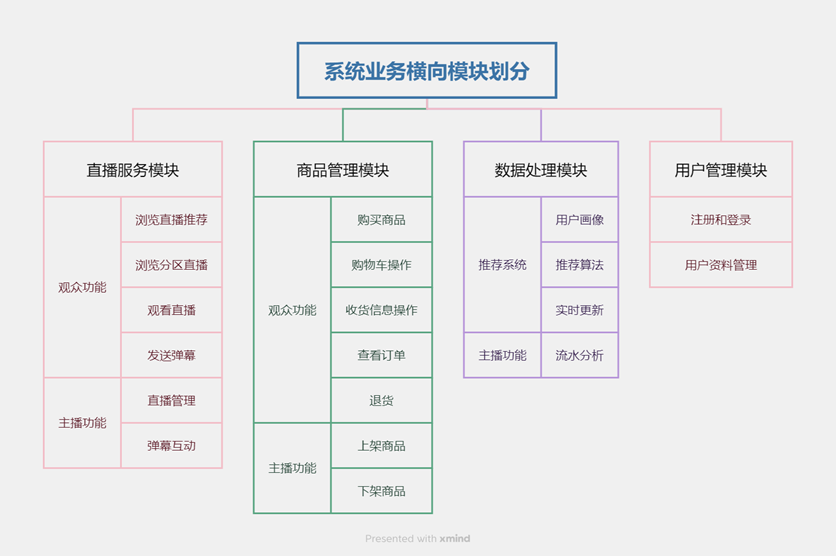 系统业务横向模块划分
直播服务模块
观众功能
浏览直播推荐
浏览分区直播
观看直播
发送弹幕
主播功能
直播管理
弹幕互动
商品管理模块
观众功能
购买商品
购物车操作
收货信息操作
查看订单
退货
主播功能
上架商品
下架商品
数据处理模块
推荐系统
用户画像
推荐算法
实时更新
主播功能
流水分析
用户管理模块
注册和登录
用户资料管理
Presented with xmind